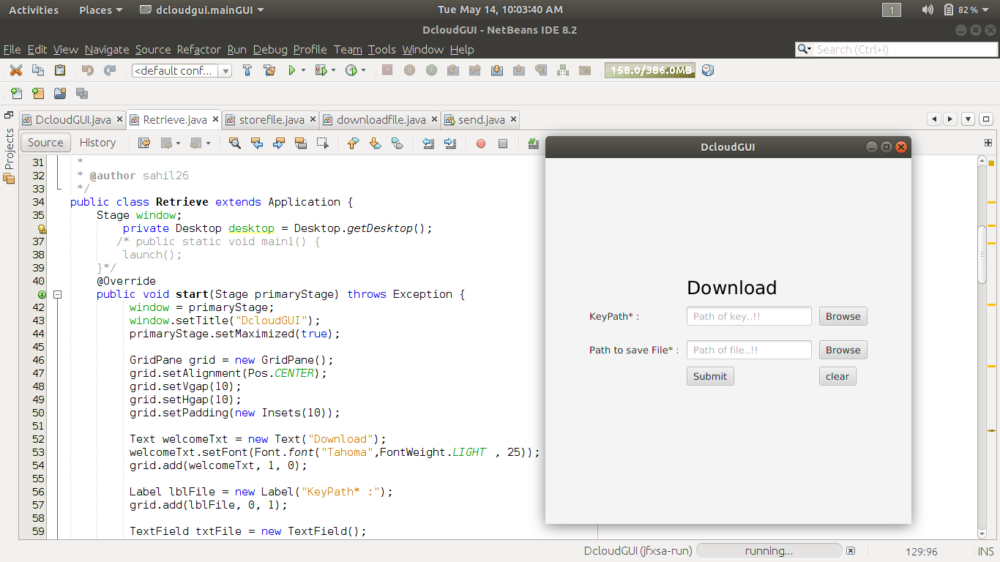 Activities Places dcloudgui.mainGUI Tue May 14, 10:03:40 AM 1 82%
DcloudGUI - NetBeans IDE 8.2
File Edit View Navigate Source Refactor Run Debug Profile Team Tools Window Help Search (Ctrl+I)
<default conf... 158.0/386.0MB
DcloudGUI.java Retrieve.java storefile.java downloadfile.java send.java
Projects
Source History
31 *
32 * @author sahil26
33 */
34 public class Retrieve extends Application {
35 Stage window;
private Desktop desktop = Desktop.getDesktop();
37 /* public static void main1() {
38 launch();
39 }*/
40 @Override
public void start(Stage primaryStage) throws Exception {
42 window = primaryStage;
43 window.setTitle("DcloudGUI");
44 primaryStage.setMaximized(true);
45
46 GridPane grid = new GridPane();
47 grid.setAlignment(Pos.CENTER);
48 grid.setVgap(10);
49 grid.setHgap(10);
50 grid.setPadding(new Insets(10));
51
52 Text welcomeTxt = new Text("Download");
53 welcomeTxt.setFont(Font.font("Tahoma",FontWeight.LIGHT , 25));
54 grid.add(welcomeTxt, 1, 0);
55
56 Label lblFile = new Label("KeyPath* :");
57 grid.add(lblFile, 0, 1);
58
59 TextField txtFile = new TextField();
DcloudGUI
Download
KeyPath* : Path of key..!! Browse
Path to save File* : Path of file..!! Browse
Submit clear
DcloudGUI (jfxsa-run) running... 129:96 INS